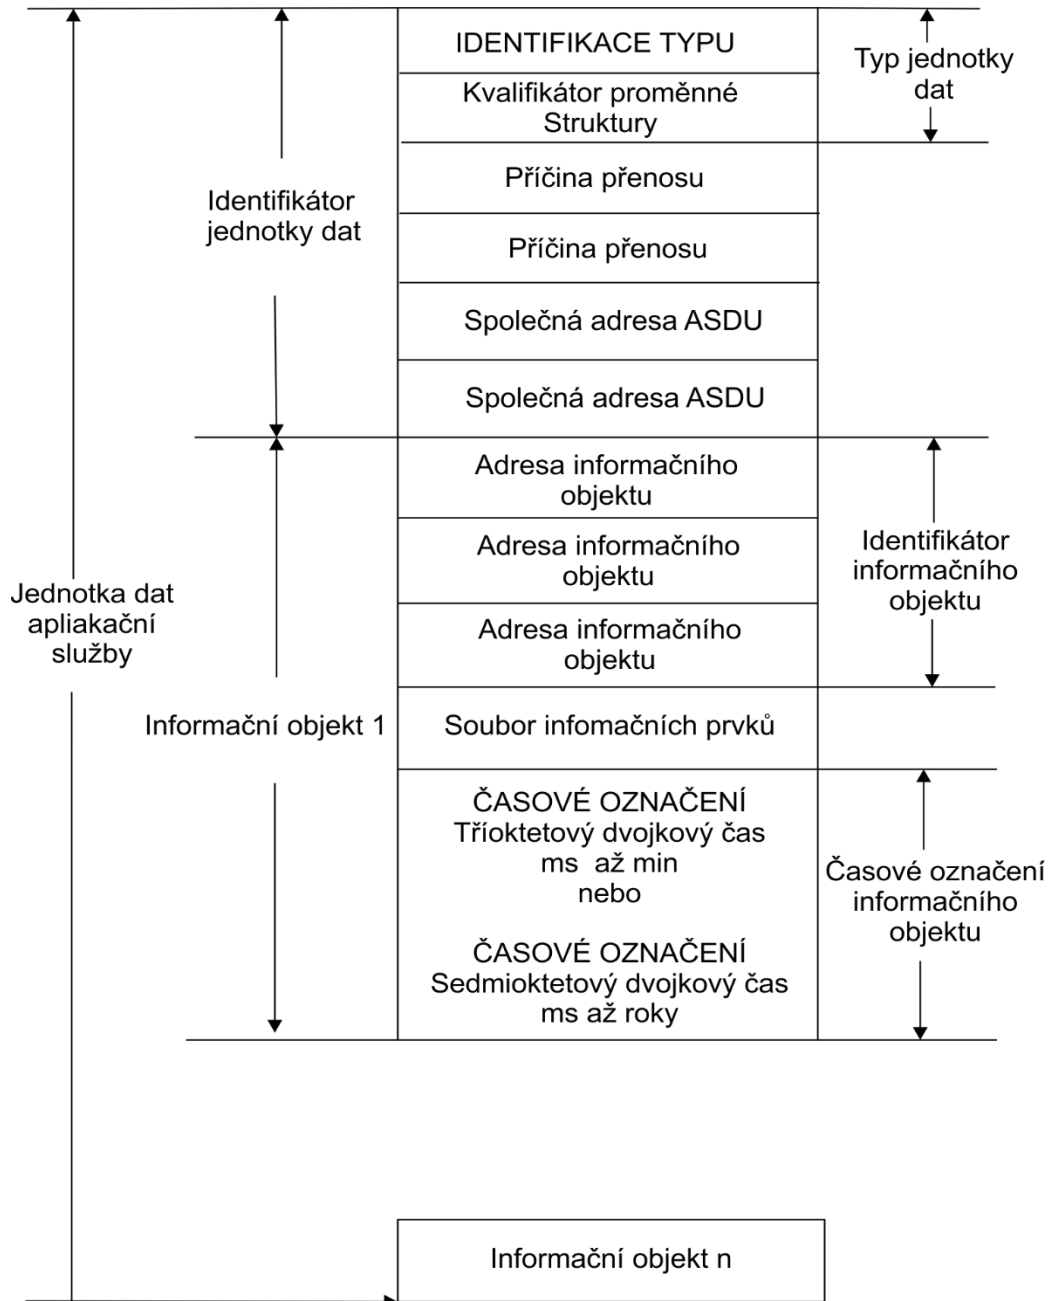 IDENTIFIKACE TYPU
Kvalifikátor proměnné
Struktury
Typ jednotky
dat
Příčina přenosu
Identifikátor
jednotky dat
Příčina přenosu
Společná adresa ASDU
Společná adresa ASDU
Adresa informačního
objektu
Adresa informačního
objektu
Identifikátor
informačního
objektu
Jednotka dat
apliakační
služby
Adresa informačního
objektu
Informační objekt 1
Soubor infomačních prvků
ČASOVÉ OZNAČENÍ
Tříoktetový dvojkový čas
ms až min
nebo
ČASOVÉ OZNAČENÍ
Sedmioktetový dvojkový čas
ms až roky
Časové označení
informačního
objektu
Informační objekt n